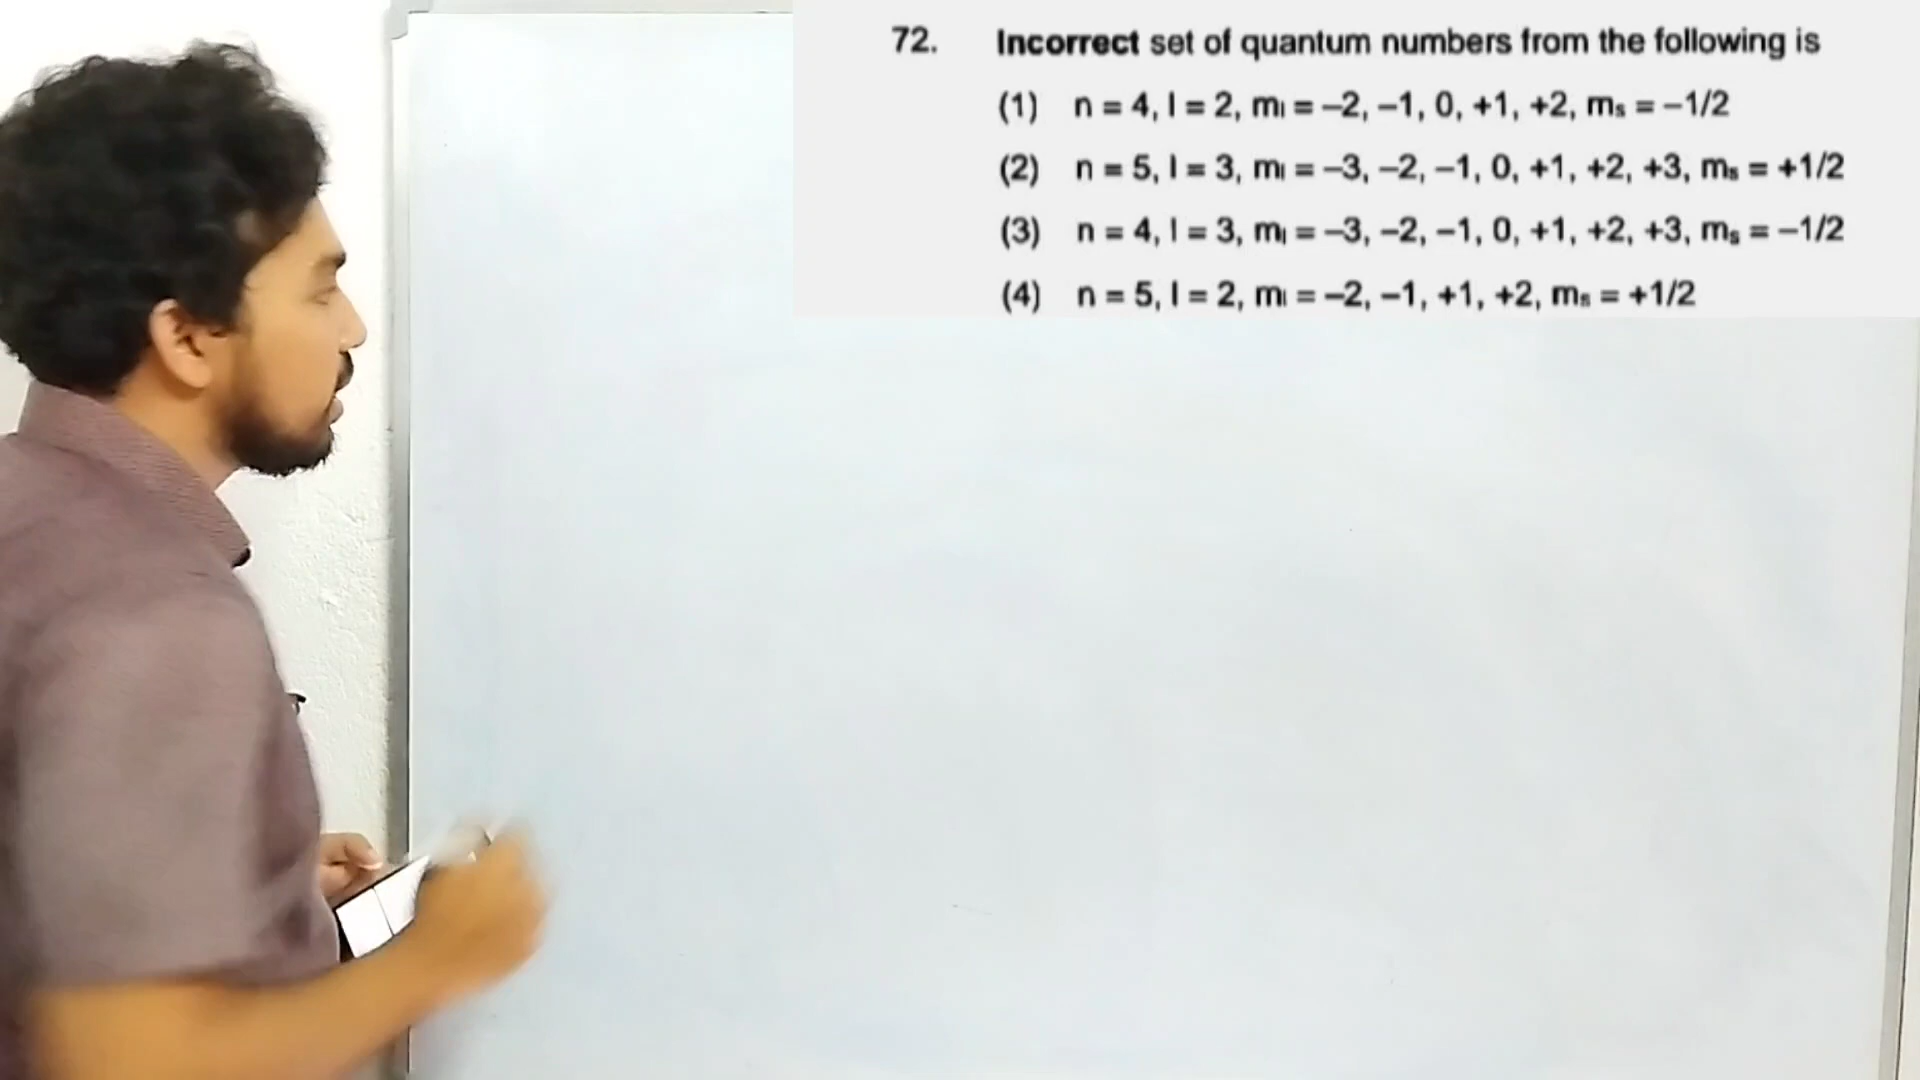 72. Incorrect set of quantum numbers from the following is
(1) n = 4, l = 2, mₗ = –2, –1, 0, +1, +2, mₛ = –1/2
(2) n = 5, l = 3, mₗ = –3, –2, –1, 0, +1, +2, +3, mₛ = +1/2
(3) n = 4, l = 3, mₗ = –3, –2, –1, 0, +1, +2, +3, mₛ = –1/2
(4) n = 5, l = 2, mₗ = –2, –1, +1, +2, mₛ = +1/2